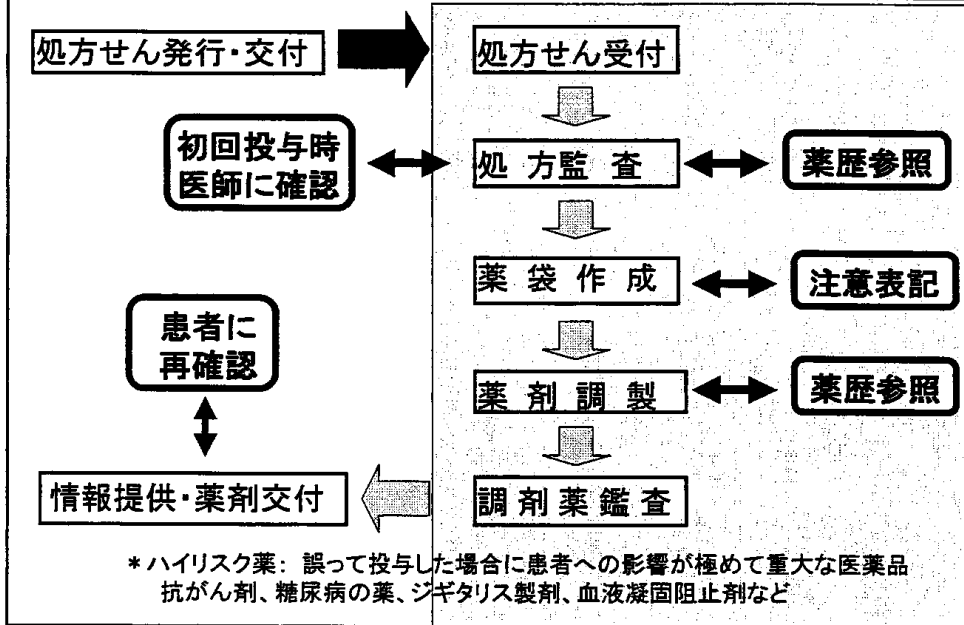 処方せん発行・交付
処方せん受付
初回投与時
医師に確認
処方監査
薬歴参照
薬袋作成
注意表記
患者に
再確認
薬剤調製
薬歴参照
情報提供・薬剤交付
調剤薬鑑査
*ハイリスク薬: 誤って投与した場合に患者への影響が極めて重大な医薬品
抗がん剤、糖尿病の薬、ジギタリス製剤、血液凝固阻止剤など